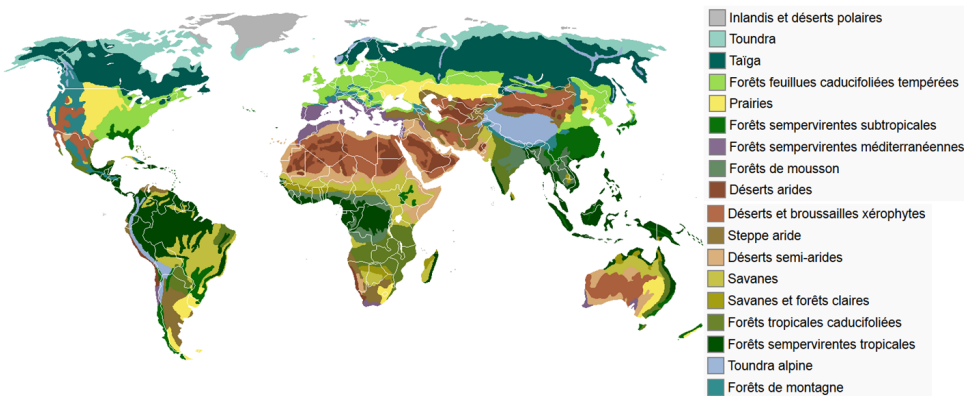 Inlandis et déserts polaires
Toundra
Taïga
Forêts feuillues caducifoliées tempérées
Prairies
Forêts sempervirentes subtropicales
Forêts sempervirentes méditerranéennes
Forêts de mousson
Déserts arides
Déserts et broussailles xérophytes
Steppe aride
Déserts semi-arides
Savanes
Savanes et forêts claires
Forêts tropicales caducifoliées
Forêts sempervirentes tropicales
Toundra alpine
Forêts de montagne